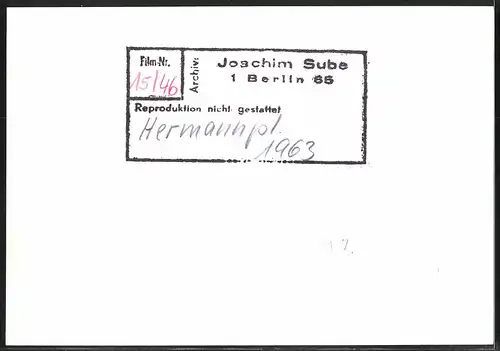 Film-Nr.
15/46
Archiv:
Joachim Sube
1 Berlin 65
Reproduktion nicht gestattet
Hermannpl.
1963